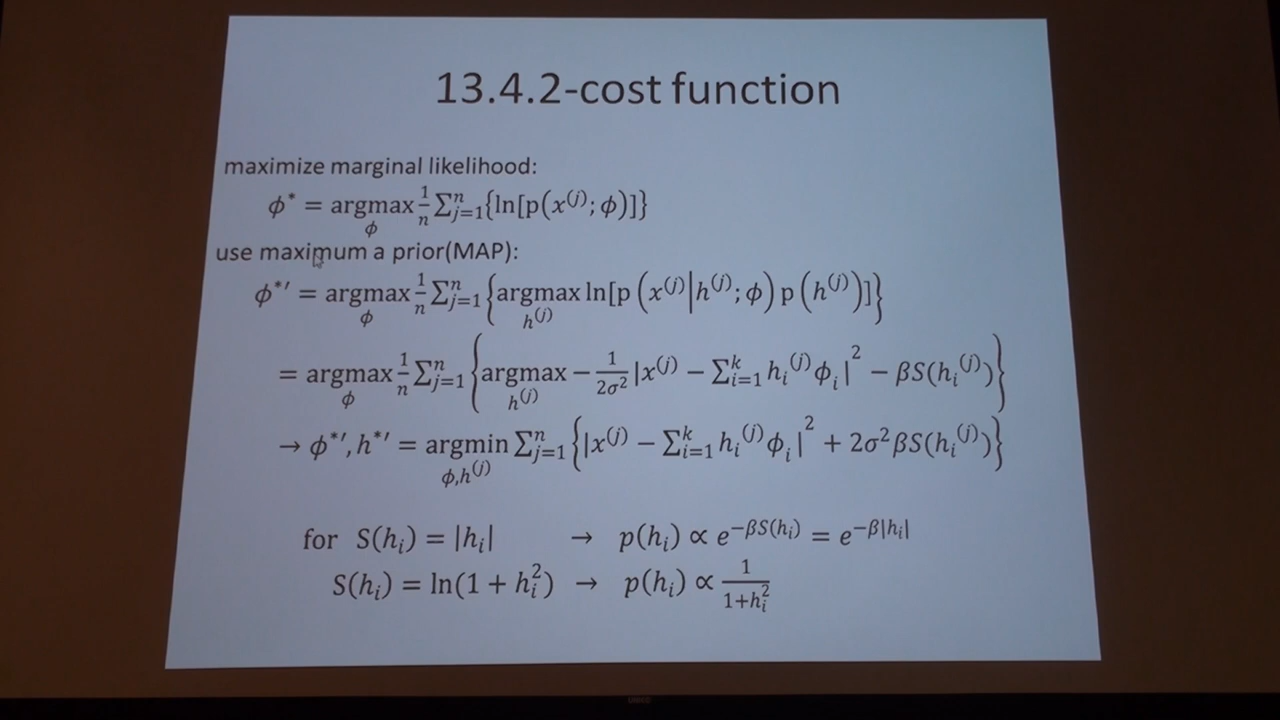 13.4.2-cost function
maximize marginal likelihood:
ϕ* = argmax_ϕ 1/n Σ_{j=1}^{n}{ln[p(x^(j); ϕ)]}
use maximum a prior(MAP):
ϕ*′ = argmax_ϕ 1/n Σ_{j=1}^{n}{argmax_{h^(j)} ln[p(x^(j)|h^(j); ϕ) p(h^(j))]}
= argmax_ϕ 1/n Σ_{j=1}^{n}{argmax_{h^(j)} − 1/(2σ²) |x^(j) − Σ_{i=1}^{k} h_i^(j) ϕ_i|² − βS(h_i^(j))}
→ ϕ*′, h*′ = argmin_{ϕ,h^(j)} Σ_{j=1}^{n}{|x^(j) − Σ_{i=1}^{k} h_i^(j) ϕ_i|² + 2σ²βS(h_i^(j))}
for S(h_i) = |h_i| → p(h_i) ∝ e^{−βS(h_i)} = e^{−β|h_i|}
S(h_i) = ln(1 + h_i²) → p(h_i) ∝ 1/(1+h_i²)